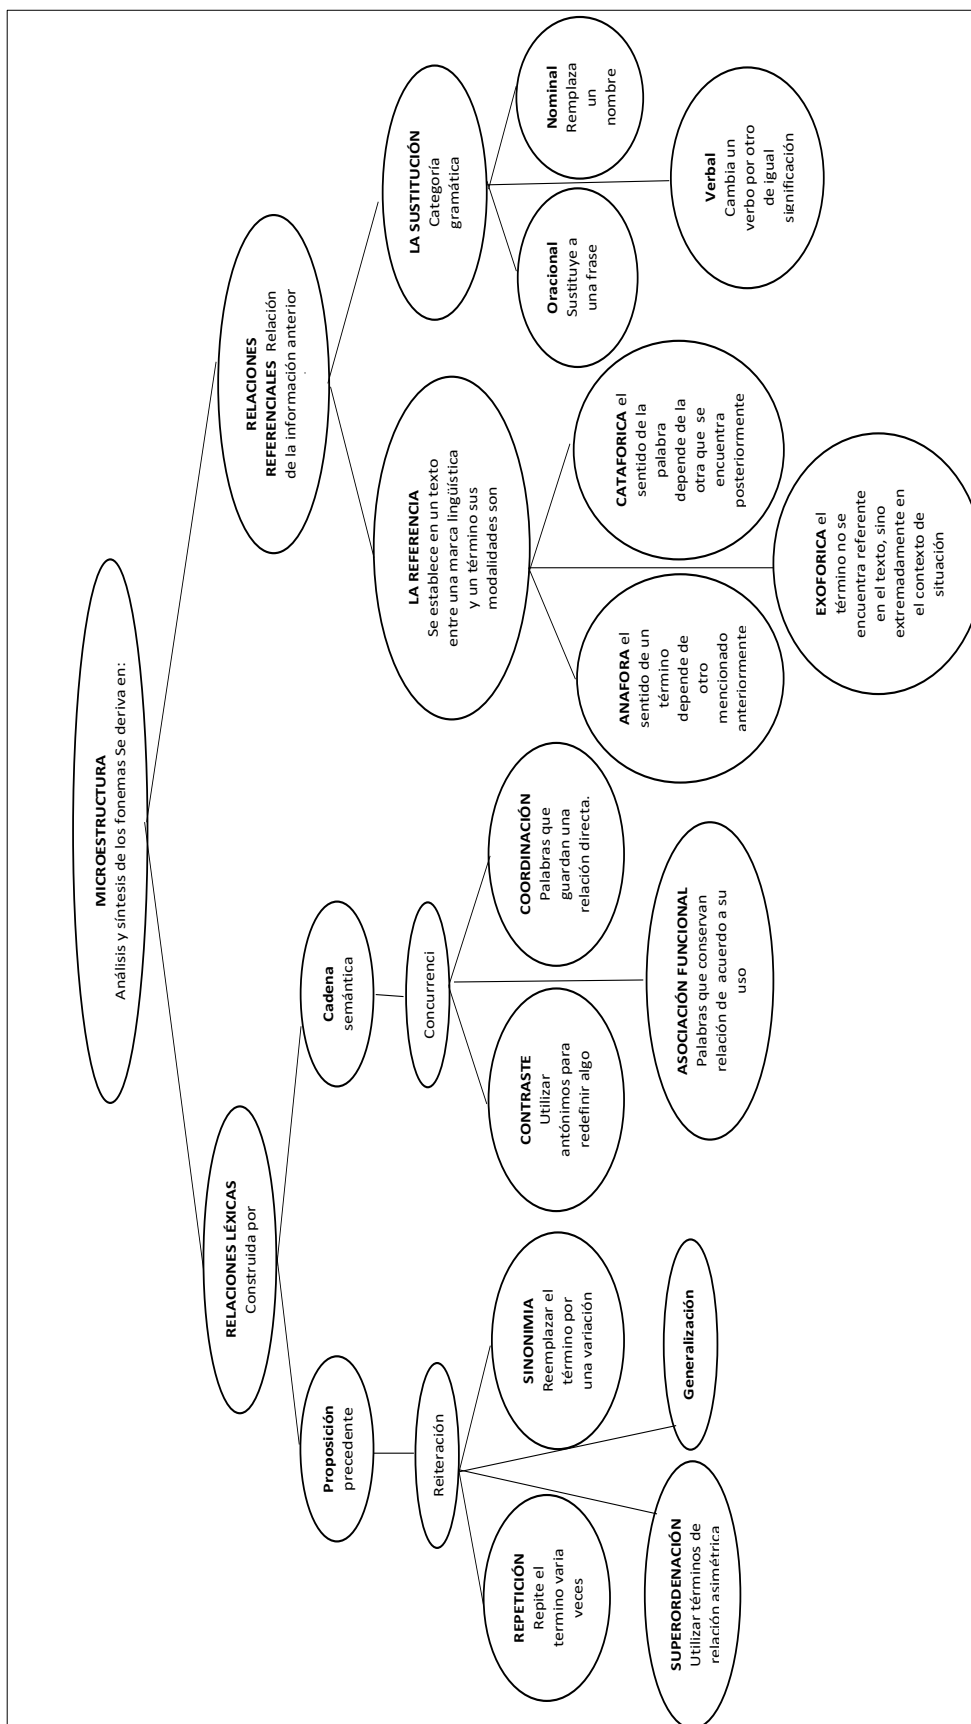 MICROESTRUCTURA
Análisis y síntesis de los fonemas Se deriva en:
RELACIONES LÉXICAS
Construida por
RELACIONES
REFERENCIALES Relación
de la información anterior
Proposición
precedente
Cadena
semántica
LA REFERENCIA
Se establece en un texto
entre una marca lingüística
y un término sus
modalidades son
LA SUSTITUCIÓN
Categoría
gramática
Reiteración
Concurrenci
REPETICIÓN
Repite el
termino varia
veces
SINONIMIA
Reemplazar el
término por
una variación
CONTRASTE
Utilizar
antónimos para
redefinir algo
COORDINACIÓN
Palabras que
guardan una
relación directa.
ANAFORA el
sentido de un
término
depende de
otro
mencionado
anteriormente
CATAFORICA el
sentido de la
palabra
depende de la
otra que se
encuentra
posteriormente
Oracional
Sustituye a
una frase
Nominal
Remplaza
un
nombre
SUPERORDENACIÓN
Utilizar términos de
relación asimétrica
Generalización
ASOCIACIÓN FUNCIONAL
Palabras que conservan
relación de acuerdo a su
uso
EXOFORICA el
término no se
encuentra referente
en el texto, sino
extremadamente en
el contexto de
situación
Verbal
Cambia un
verbo por otro
de igual
significación